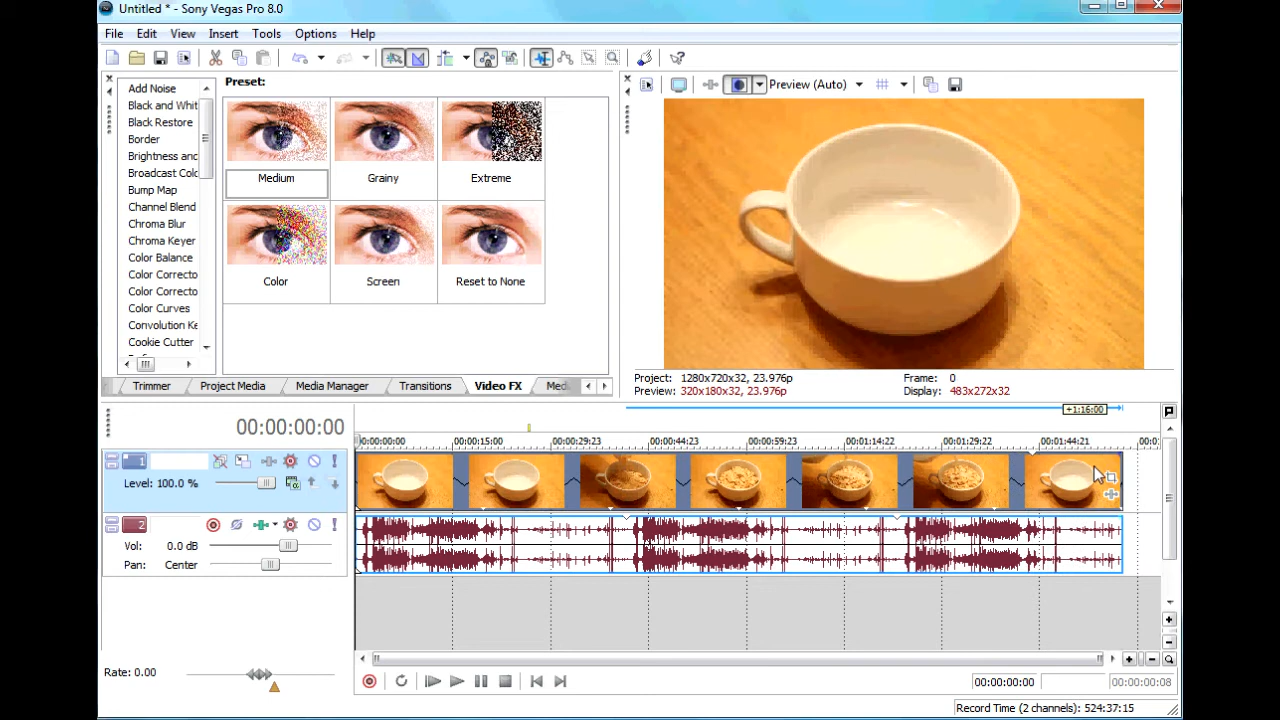 Untitled * - Sony Vegas Pro 8.0
File Edit View Insert Tools Options Help
Add Noise
Black and Whit
Black Restore
Border
Brightness and
Broadcast Colo
Bump Map
Channel Blend
Chroma Blur
Chroma Keyer
Color Balance
Color Correcto
Color Correcto
Color Curves
Convolution Ke
Cookie Cutter
Preset:
Medium Grainy Extreme
Color Screen Reset to None
Preview (Auto)
Project: 1280x720x32, 23.976p Frame: 0
Preview: 320x180x32, 23.976p Display: 483x272x32
Trimmer Project Media Media Manager Transitions Video FX Med
+1:16:00
00:00:00:00
00:00:00:00 00:00:15:00 00:00:29:23 00:00:44:23 00:00:59:23 00:01:14:22 00:01:29:22 00:01:44:21 00:0
1
Level: 100.0 %
2
Vol: 0.0 dB
Pan: Center
Rate: 0.00
00:00:00:00 00:00:00:08
Record Time (2 channels): 524:37:15